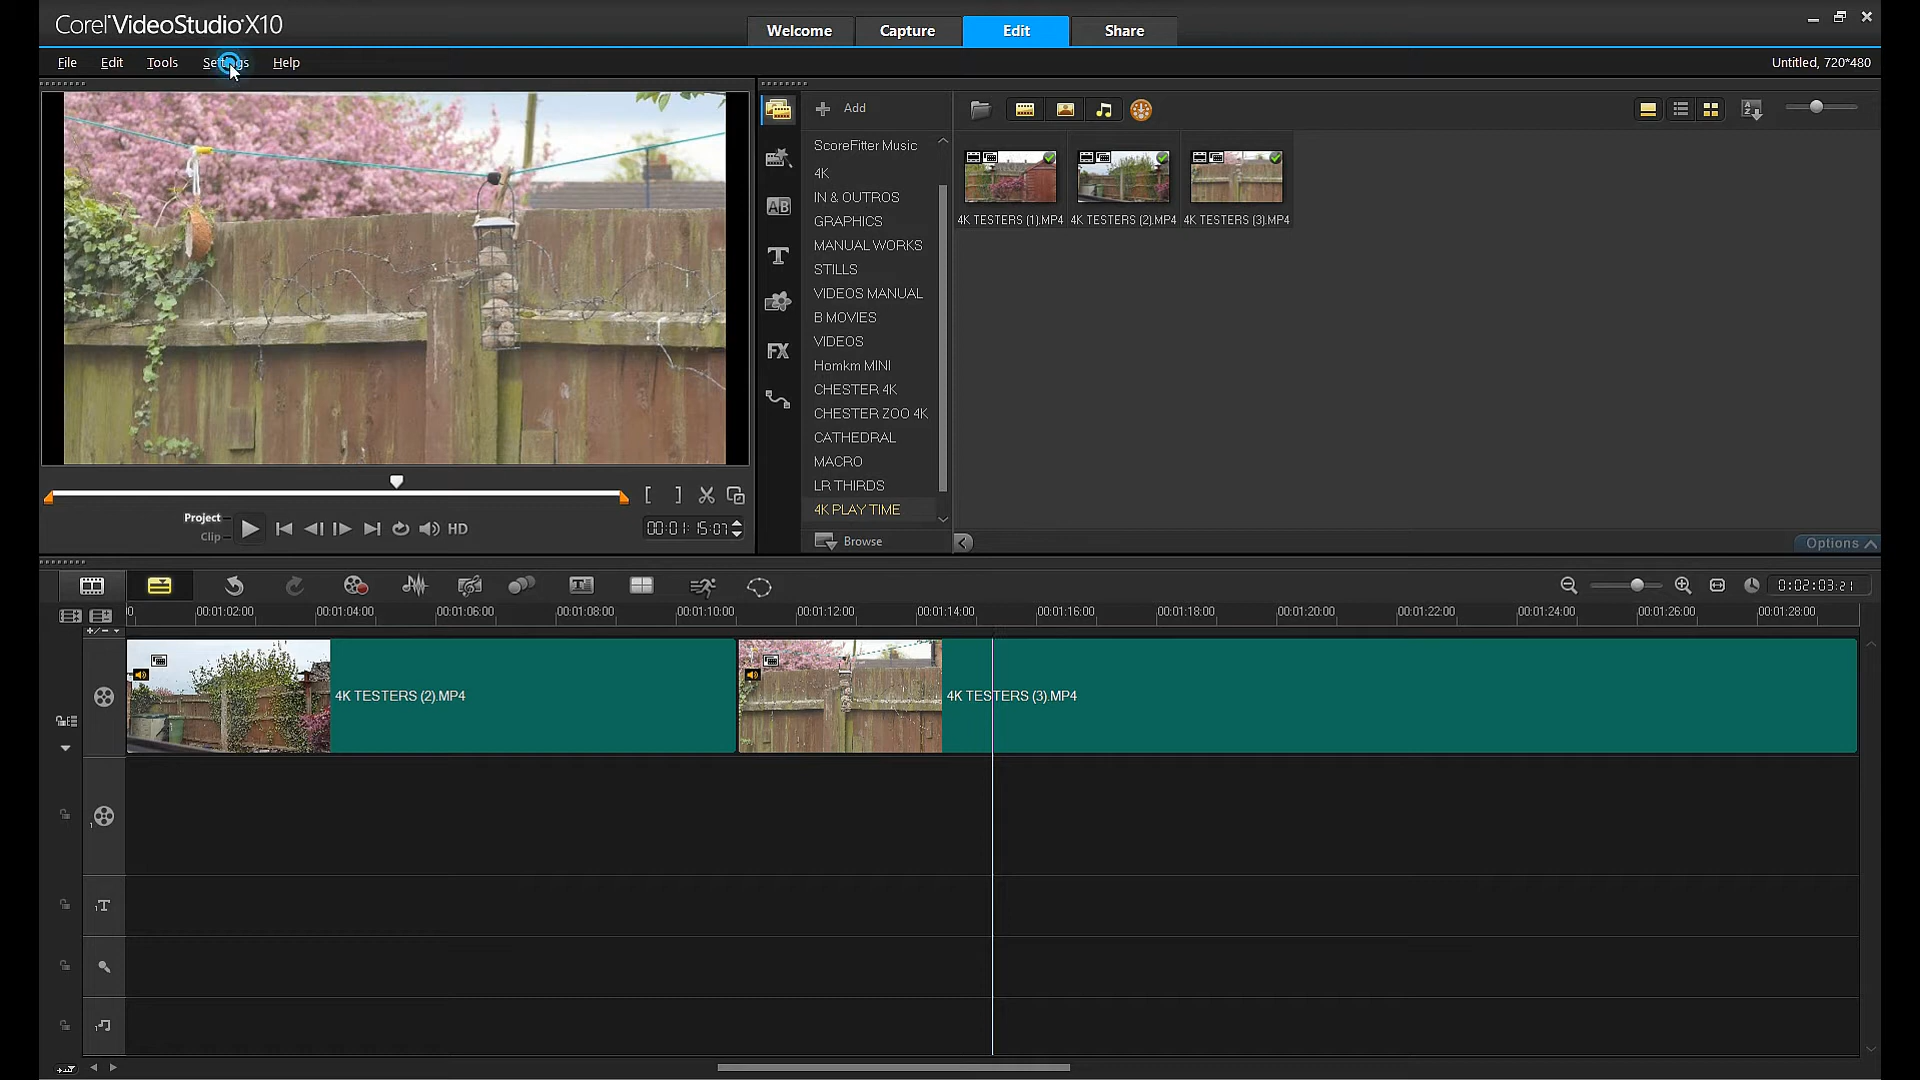 Corel VideoStudio X10
Welcome
Capture
Edit
Share
File
Edit
Tools
Settings
Help
Untitled, 720*480
Add
ScoreFitter Music
4K
IN & OUTROS
GRAPHICS
MANUAL WORKS
STILLS
VIDEOS MANUAL
B MOVIES
VIDEOS
Homkm MINI
CHESTER 4K
CHESTER ZOO 4K
CATHEDRAL
MACRO
LR THIRDS
4K PLAY TIME
Browse
AB
T
FX
4K TESTERS (1).MP4
4K TESTERS (2).MP4
4K TESTERS (3).MP4
Options
Project
Clip
HD
00:01:15:07
0:02:03:21
00:01:02:00
00:01:04:00
00:01:06:00
00:01:08:00
00:01:10:00
00:01:12:00
00:01:14:00
00:01:16:00
00:01:18:00
00:01:20:00
00:01:22:00
00:01:24:00
00:01:26:00
00:01:28:00
4K TESTERS (2).MP4
4K TESTERS (3).MP4
1
1T